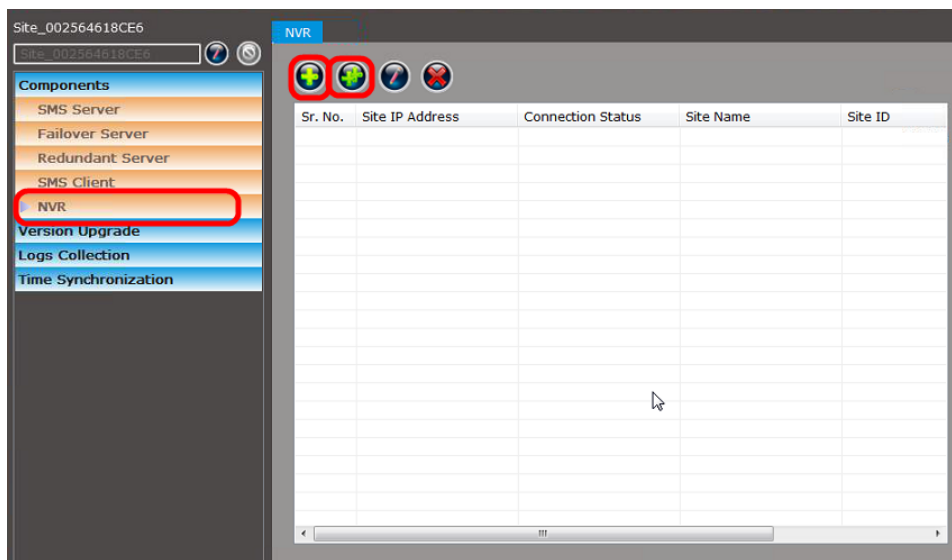 Site_002564618CE6
Site_002564618CE6
Components
SMS Server
Failover Server
Redundant Server
SMS Client
NVR
Version Upgrade
Logs Collection
Time Synchronization
NVR
Sr. No. Site IP Address Connection Status Site Name Site ID